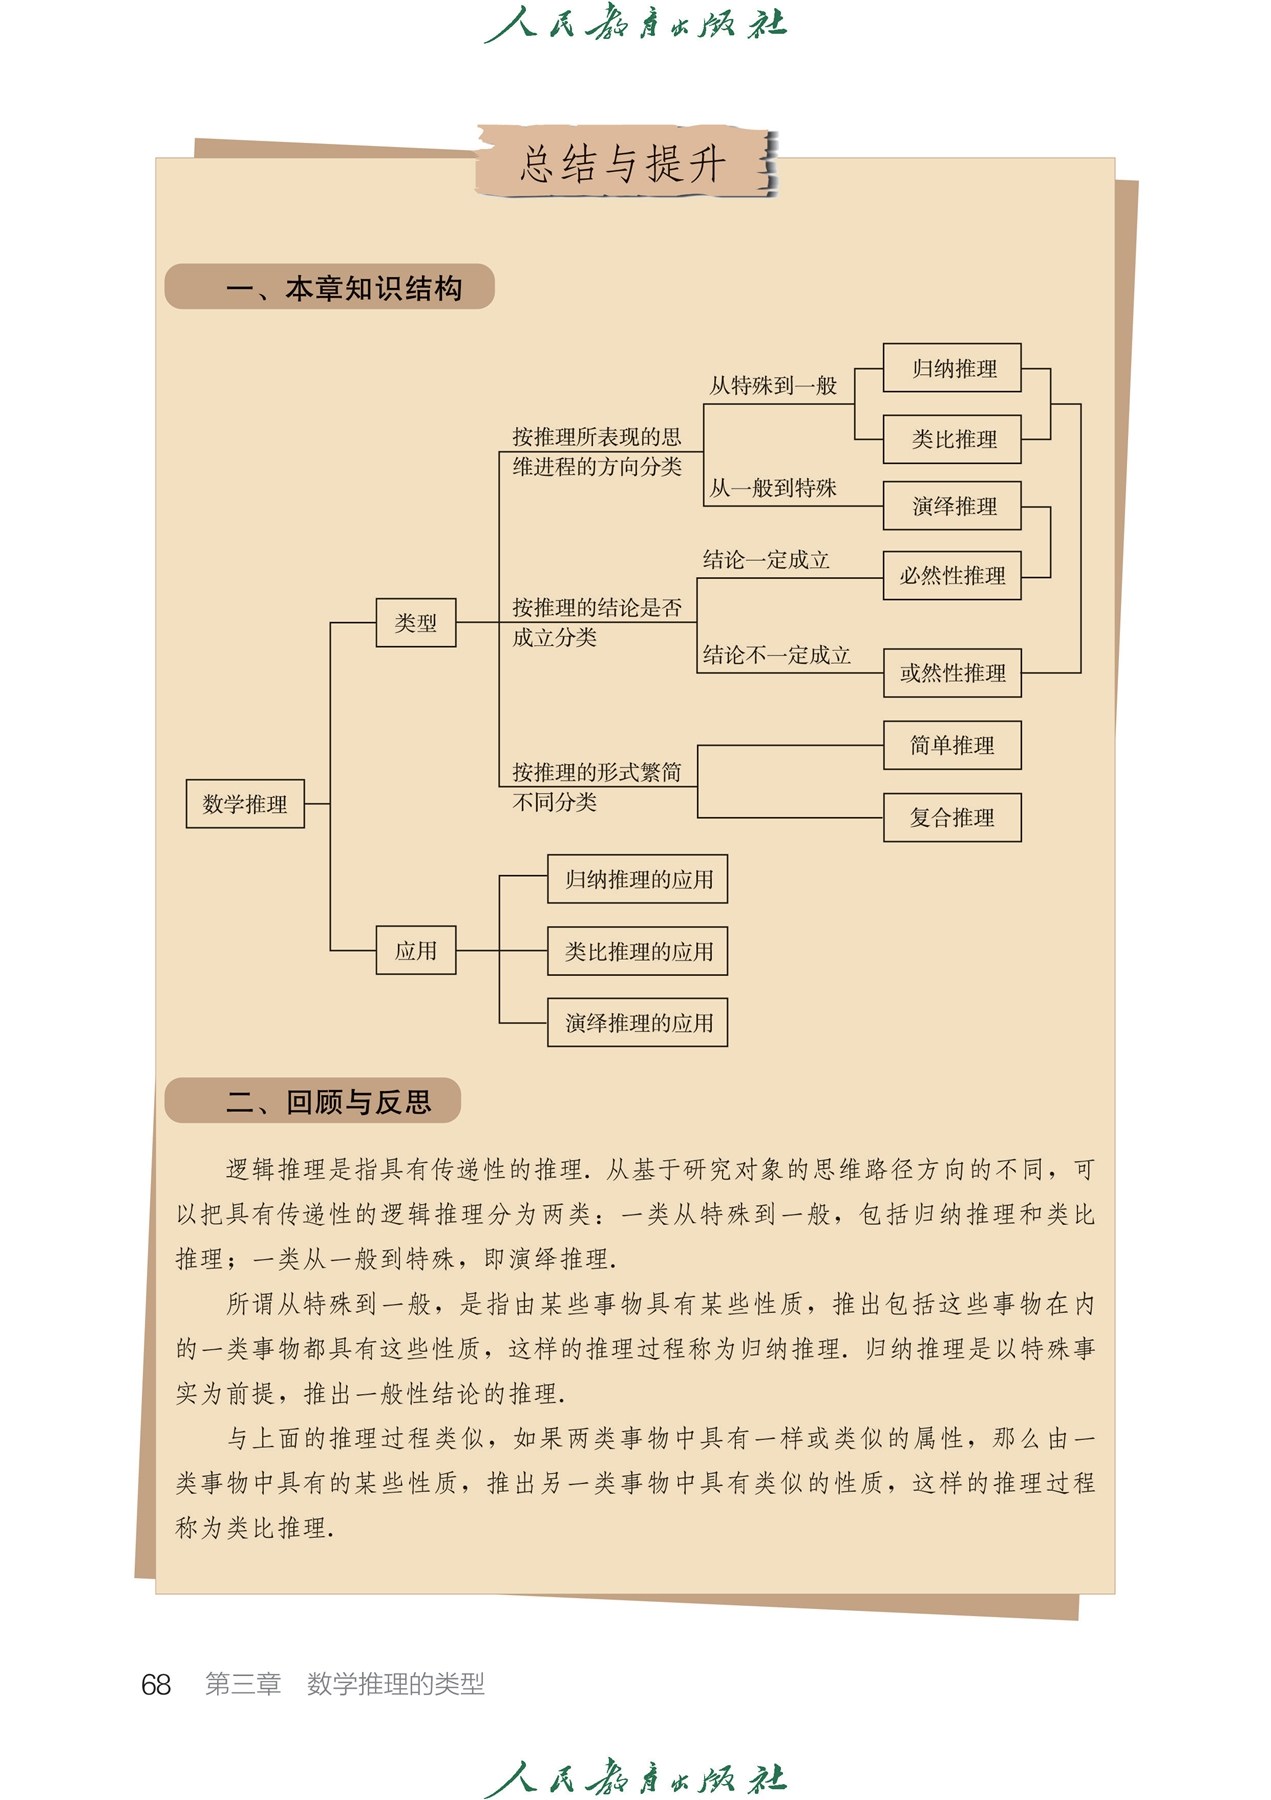 人民教育出版社
总结与提升
一、本章知识结构
归纳推理
从特殊到一般
类比推理
按推理所表现的思
维进程的方向分类
从一般到特殊
演绎推理
结论一定成立
必然性推理
类型
按推理的结论是否
成立分类
结论不一定成立
或然性推理
简单推理
按推理的形式繁简
不同分类
数学推理
复合推理
归纳推理的应用
应用
类比推理的应用
演绎推理的应用
二、回顾与反思
逻辑推理是指具有传递性的推理. 从基于研究对象的思维路径方向的不同，可
以把具有传递性的逻辑推理分为两类：一类从特殊到一般，包括归纳推理和类比
推理；一类从一般到特殊，即演绎推理.
所谓从特殊到一般，是指由某些事物具有某些性质，推出包括这些事物在内
的一类事物都具有这些性质，这样的推理过程称为归纳推理. 归纳推理是以特殊事
实为前提，推出一般性结论的推理.
与上面的推理过程类似，如果两类事物中具有一样或类似的属性，那么由一
类事物中具有的某些性质，推出另一类事物中具有类似的性质，这样的推理过程
称为类比推理.
68 第三章 数学推理的类型
人民教育出版社